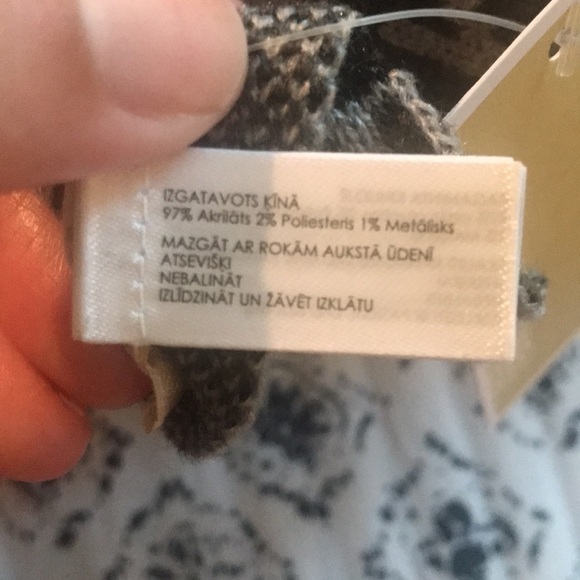 IZGATAVOTS ĶĪNĀ
97% Akrilāts 2% Poliesteris 1% Metālisks
MAZGĀT AR ROKĀM AUKSTĀ ŪDENĪ
ATSEVIŠĶI
NEBALINĀT
IZLĪDZINĀT UN ŽĀVĒT IZKLĀTU